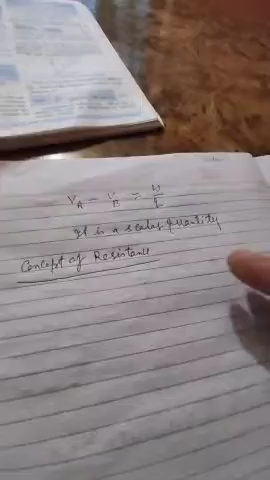 V_A - V_B = W/q
It is a scalar quantity
Concept of Resistance